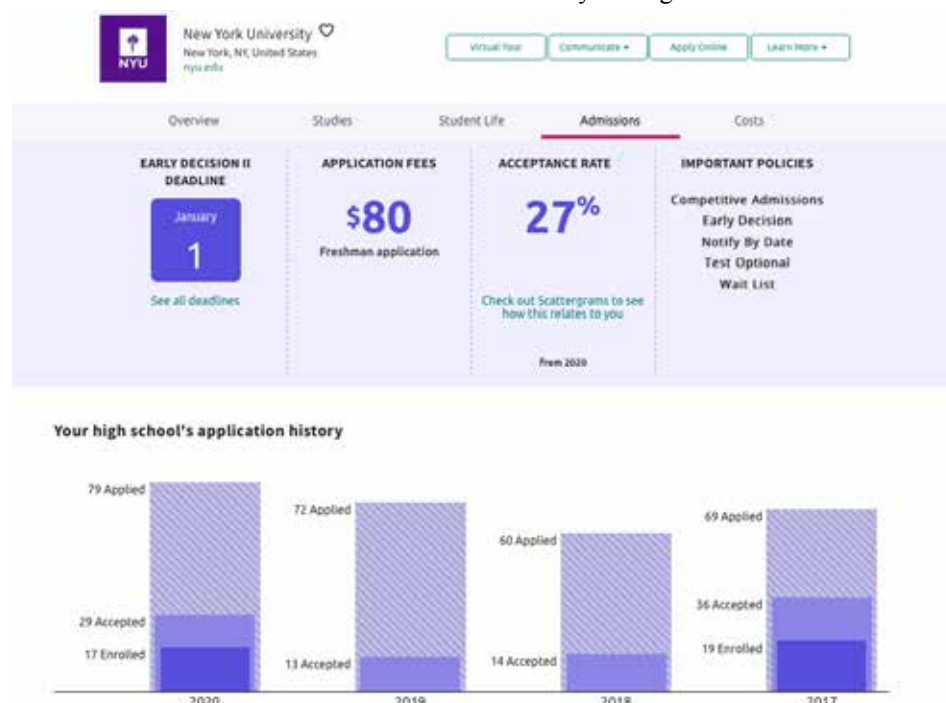 NYU
New York University
New York, NY, United States
nyu.edu
Virtual Tour
Communicate
Apply Online
Learn More
Overview
Studies
Student Life
Admissions
Costs
EARLY DECISION II
DEADLINE
January
1
See all deadlines
APPLICATION FEES
$80
Freshman application
ACCEPTANCE RATE
27%
Check out Scattergrams to see
how this relates to you
from 2020
IMPORTANT POLICIES
Competitive Admissions
Early Decision
Notify By Date
Test Optional
Wait List
Your high school's application history
79 Applied
29 Accepted
17 Enrolled
72 Applied
13 Accepted
60 Applied
14 Accepted
69 Applied
36 Accepted
19 Enrolled
2020
2019
2018
2017